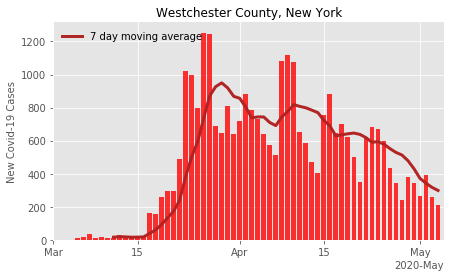 Westchester County, New York
7 day moving average
New Covid-19 Cases
1200
1000
800
600
400
200
0
Mar
15
Apr
15
May
2020-May